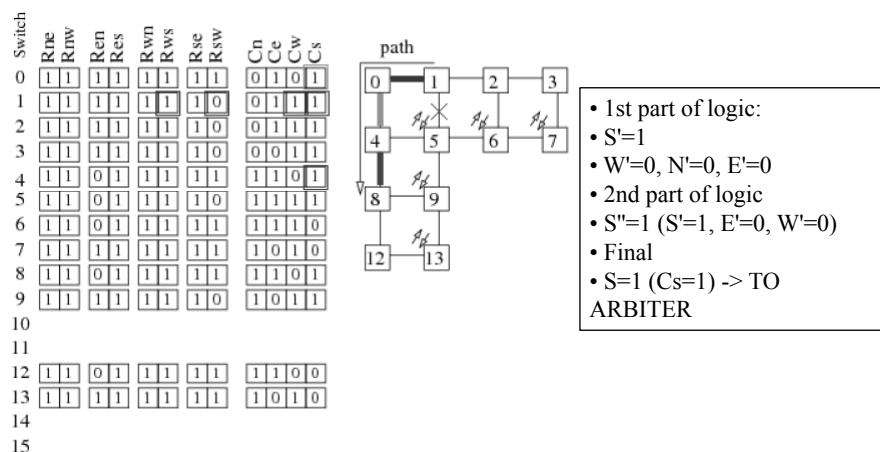 Switch Rne Rnw Ren Res Rwn Rws Rse Rsw Cn Ce Cw Cs
0 1 1 1 1 1 1 1 1 0 1 0 1
1 1 1 1 1 1 1 1 0 0 1 1 1
2 1 1 1 1 1 1 1 0 0 1 1 1
3 1 1 1 1 1 1 1 0 0 0 1 1
4 1 1 0 1 1 1 1 1 1 1 0 1
5 1 1 1 1 1 1 1 0 1 1 1 1
6 1 1 0 1 1 1 1 1 1 1 1 0
7 1 1 1 1 1 1 1 1 1 0 1 0
8 1 1 0 1 1 1 1 1 1 1 0 1
9 1 1 1 1 1 1 1 0 1 0 1 1
10
11
12 1 1 0 1 1 1 1 1 1 1 0 0
13 1 1 1 1 1 1 1 1 1 0 1 0
14
15
path
0 1 2 3
4 5 6 7
8 9
12 13
• 1st part of logic:
• S'=1
• W'=0, N'=0, E'=0
• 2nd part of logic
• S''=1 (S'=1, E'=0, W'=0)
• Final
• S=1 (Cs=1) -> TO
ARBITER